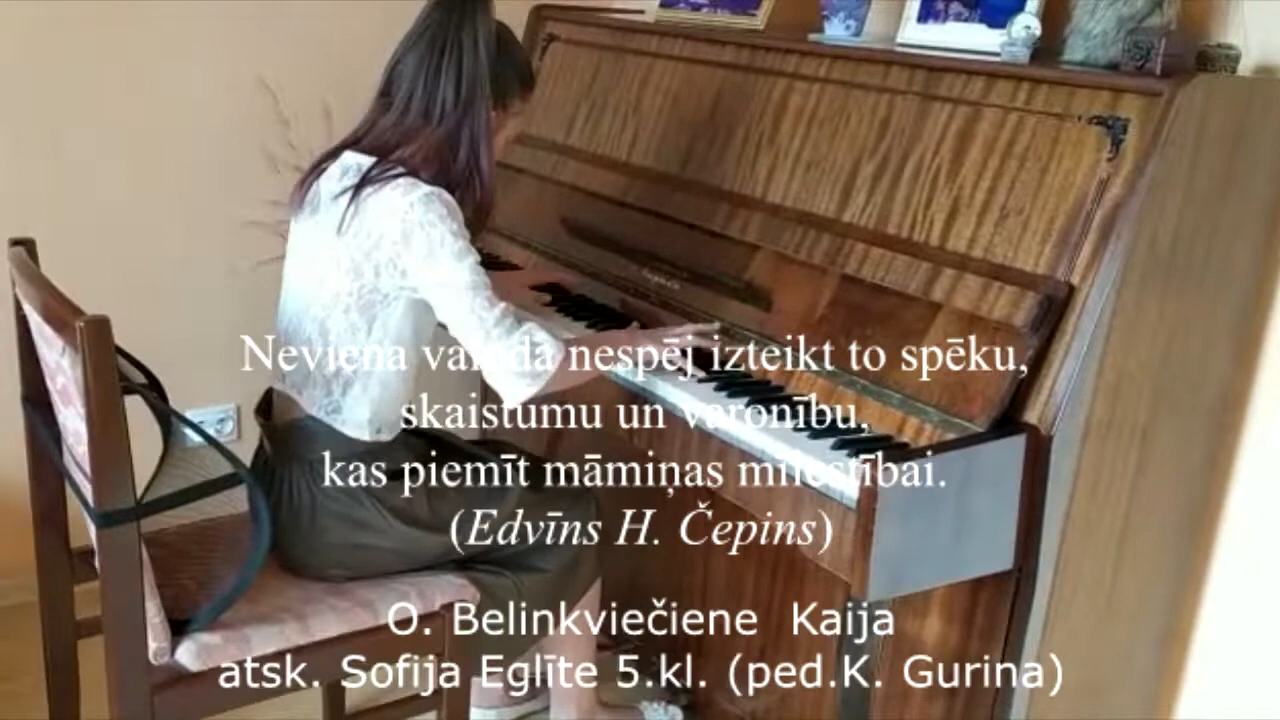 Neviena valoda nespēj izteikt to spēku,
skaistumu un varonību,
kas piemīt māmiņas mīlestībai.
(Edvīns H. Čepins)
O. Belinkviečiene Kaija
atsk. Sofija Eglīte 5.kl. (ped.K. Gurina)